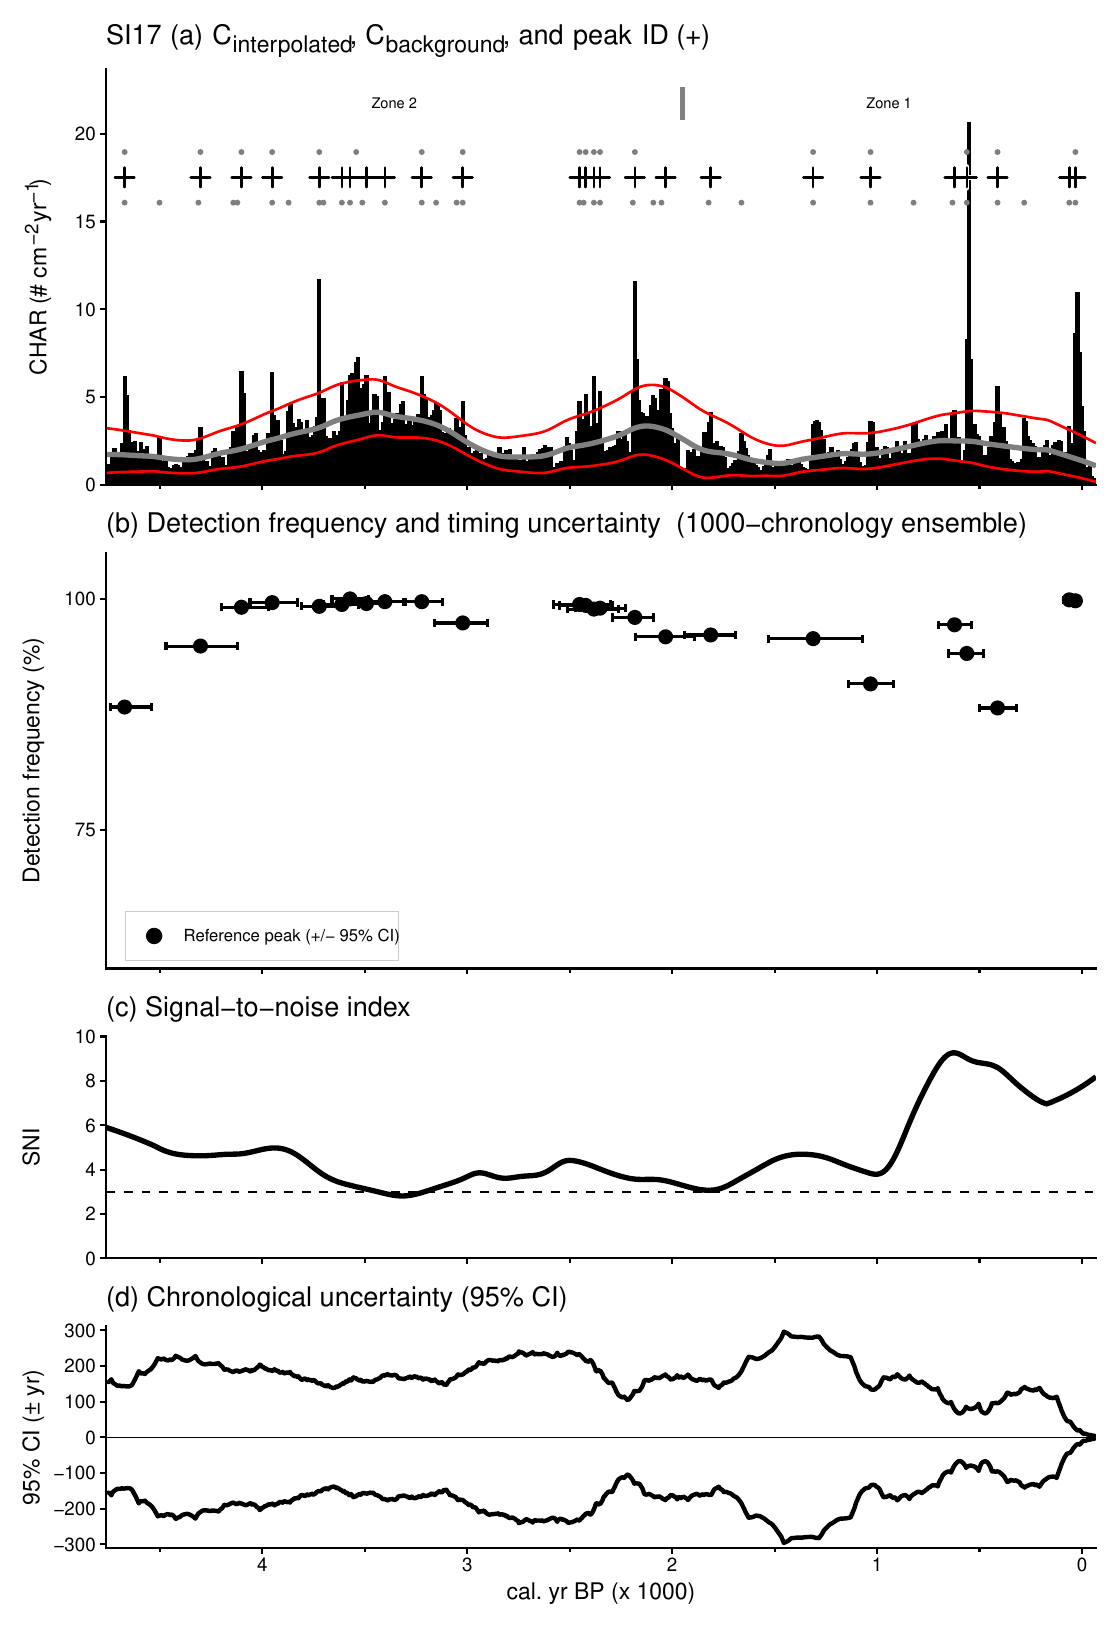 SI17 (a) Cinterpolated, Cbackground, and peak ID (+)
Zone 2
Zone 1
20
15
10
5
0
CHAR (# cm−2yr−1)
(b) Detection frequency and timing uncertainty (1000−chronology ensemble)
100
75
Detection frequency (%)
Reference peak (+/− 95% CI)
(c) Signal−to−noise index
10
8
6
4
2
0
SNI
(d) Chronological uncertainty (95% CI)
300
200
100
0
−100
−200
−300
95% CI (± yr)
4 3 2 1 0
cal. yr BP (x 1000)